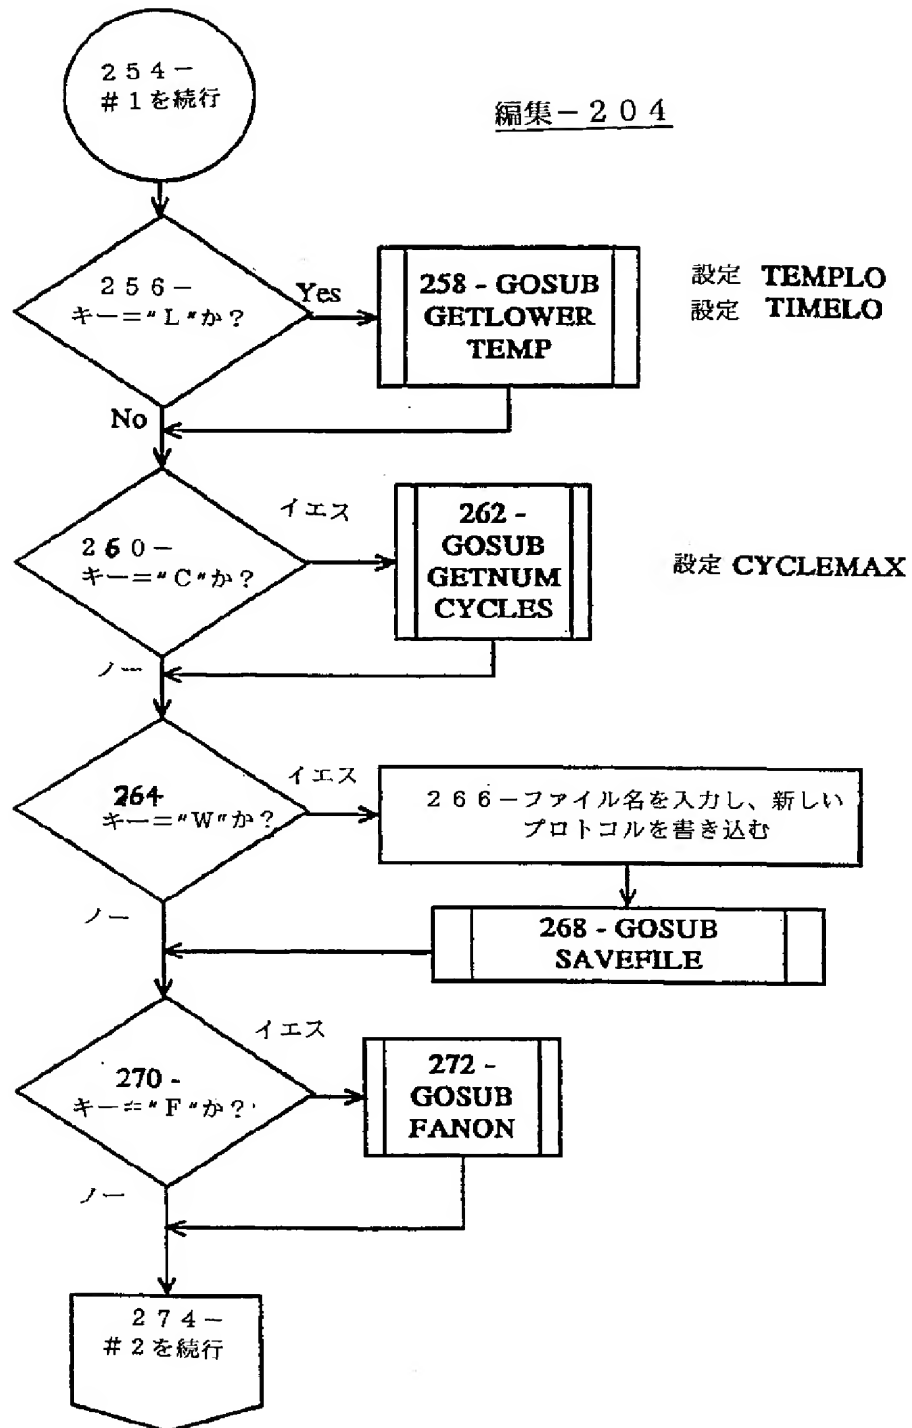 254-
#1を続行
編集-204
256-
キー="L"か?
Yes
258 - GOSUB
GETLOWER
TEMP
設定 TEMPLO
設定 TIMELO
No
260-
キー="C"か?
イエス
262 -
GOSUB
GETNUM
CYCLES
設定 CYCLEMAX
ノー
264
キー="W"か?
イエス
266-ファイル名を入力し、新しい
プロトコルを書き込む
ノー
268 - GOSUB
SAVEFILE
270 -
キー="F"か?
イエス
272 -
GOSUB
FANON
ノー
274-
#2を続行